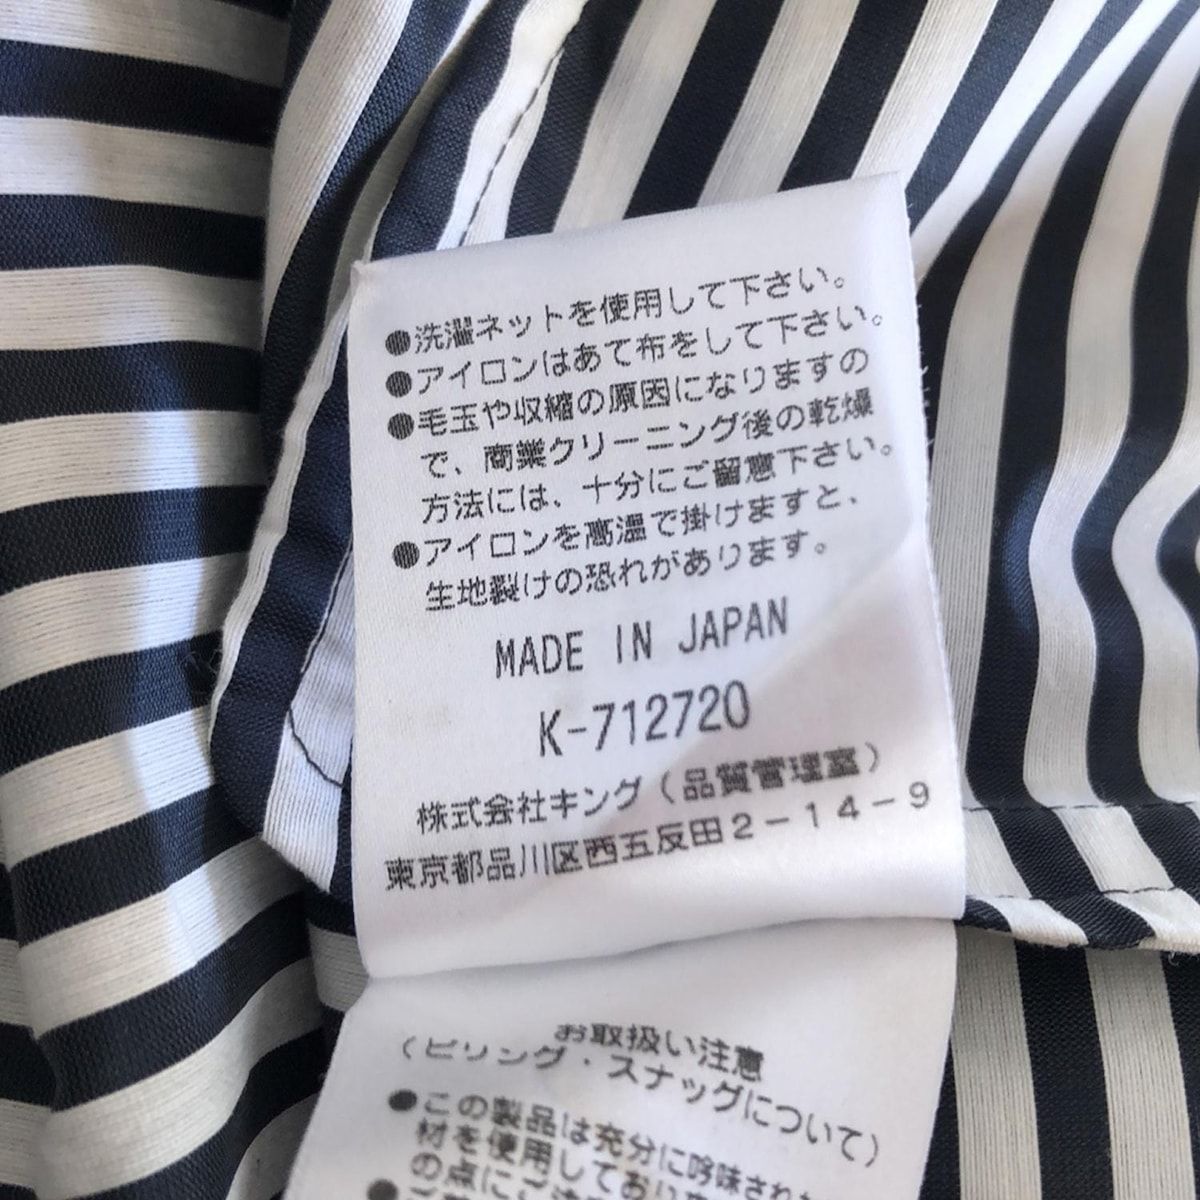 ●洗濯ネットを使用して下さい。
●アイロンはあて布をして下さい。
●毛玉や収縮の原因になりますの
で、商業クリーニング後の乾燥
方法には、十分にご留意下さい。
●アイロンを高温で掛けますと、
生地裂けの恐れがあります。
MADE IN JAPAN
K-712720
株式会社キング（品質管理室）
東京都品川区西五反田2-14-9
お取扱い注意
（ピリング・スナッグについて）
●この製品は充分に吟味され
材を使用しており
の点にご注